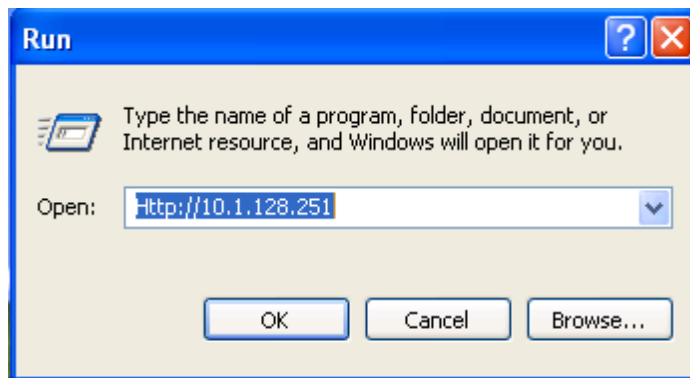 Run
Type the name of a program, folder, document, or
Internet resource, and Windows will open it for you.
Open: Http://10.1.128.251
OK Cancel Browse...